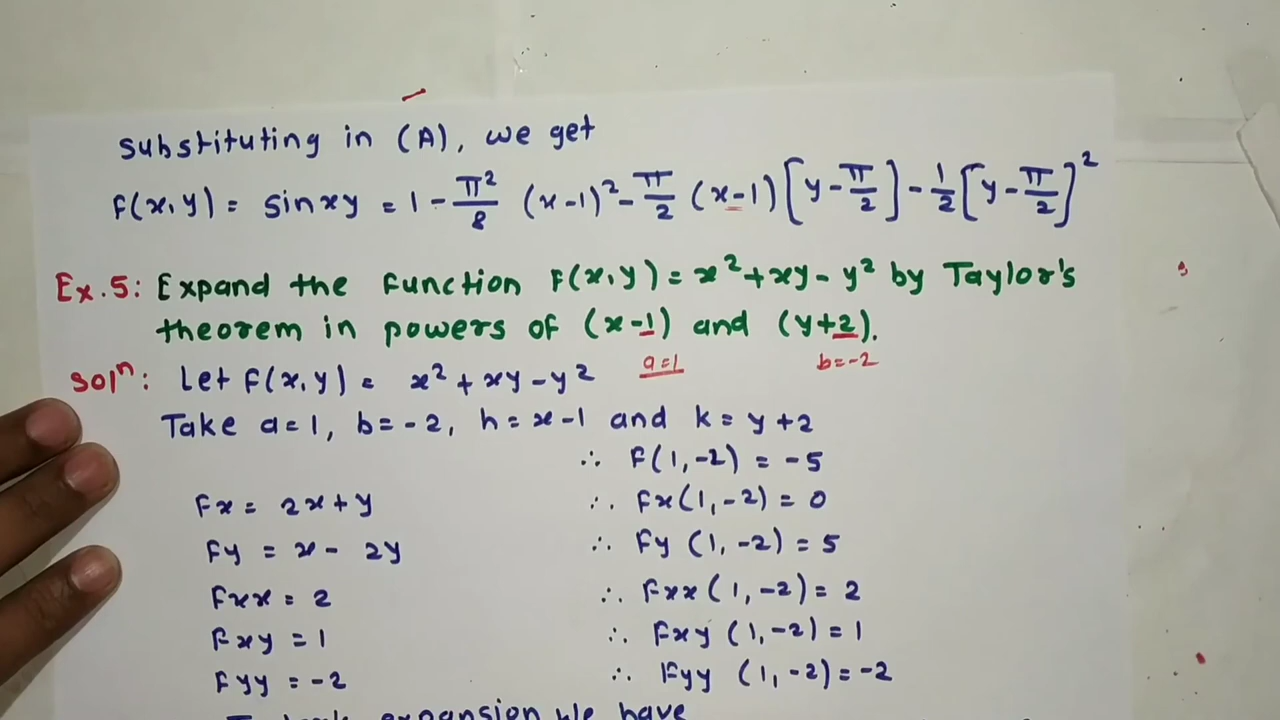 Substituting in (A), we get
F(x,y) = sinxy = 1 - π²/8 (x-1)² - π/2 (x-1) [y - π/2] - 1/2 [y - π/2]²
Ex.5: Expand the function F(x,y) = x² + xy - y² by Taylor's
theorem in powers of (x-1) and (y+2).
a=1 b=-2
Solⁿ: Let F(x,y) = x² + xy - y²
Take a=1, b=-2, h=x-1 and k=y+2
∴ F(1,-2) = -5
Fx = 2x+y ∴ Fx(1,-2) = 0
Fy = x - 2y ∴ Fy (1,-2) = 5
Fxx = 2 ∴ Fxx(1,-2) = 2
Fxy = 1 ∴ Fxy (1,-2) = 1
Fyy = -2 ∴ Fyy (1,-2) = -2
expansion we have